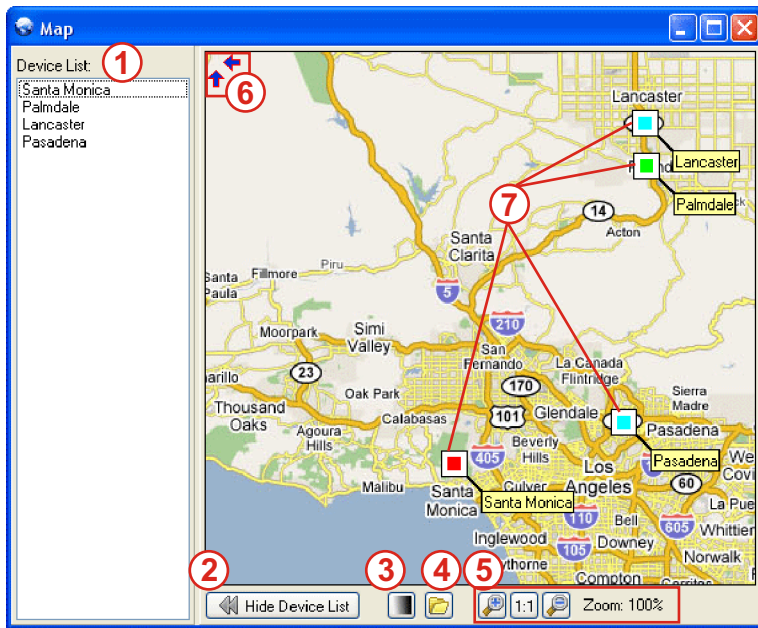 Map
Device List:
1
Santa Monica
Palmdale
Lancaster
Pasadena
6
Lancaster
Lancaster
7
Palmdale
14
Acton
Santa
Clarita
Piru
Santa
Paula
Fillmore
5
210
Moorpark
Simi
Valley
San
Fernando
La Canada
Flintridge
23
170
Sierra
Madre
Oak Park
Thousand
Oaks
Calabasas
101
Glendale
Pasadena
Agoura
Hills
Beverly
Hills
405
Los
Angeles
Pasadena
60
Malibu
Santa
Monica
Culver
Santa Monica
110
Bell
605
Whittier
Inglewood
105
Downey
Norwalk
Compton
2
3
4
5
Hide Device List
1:1
Zoom: 100%